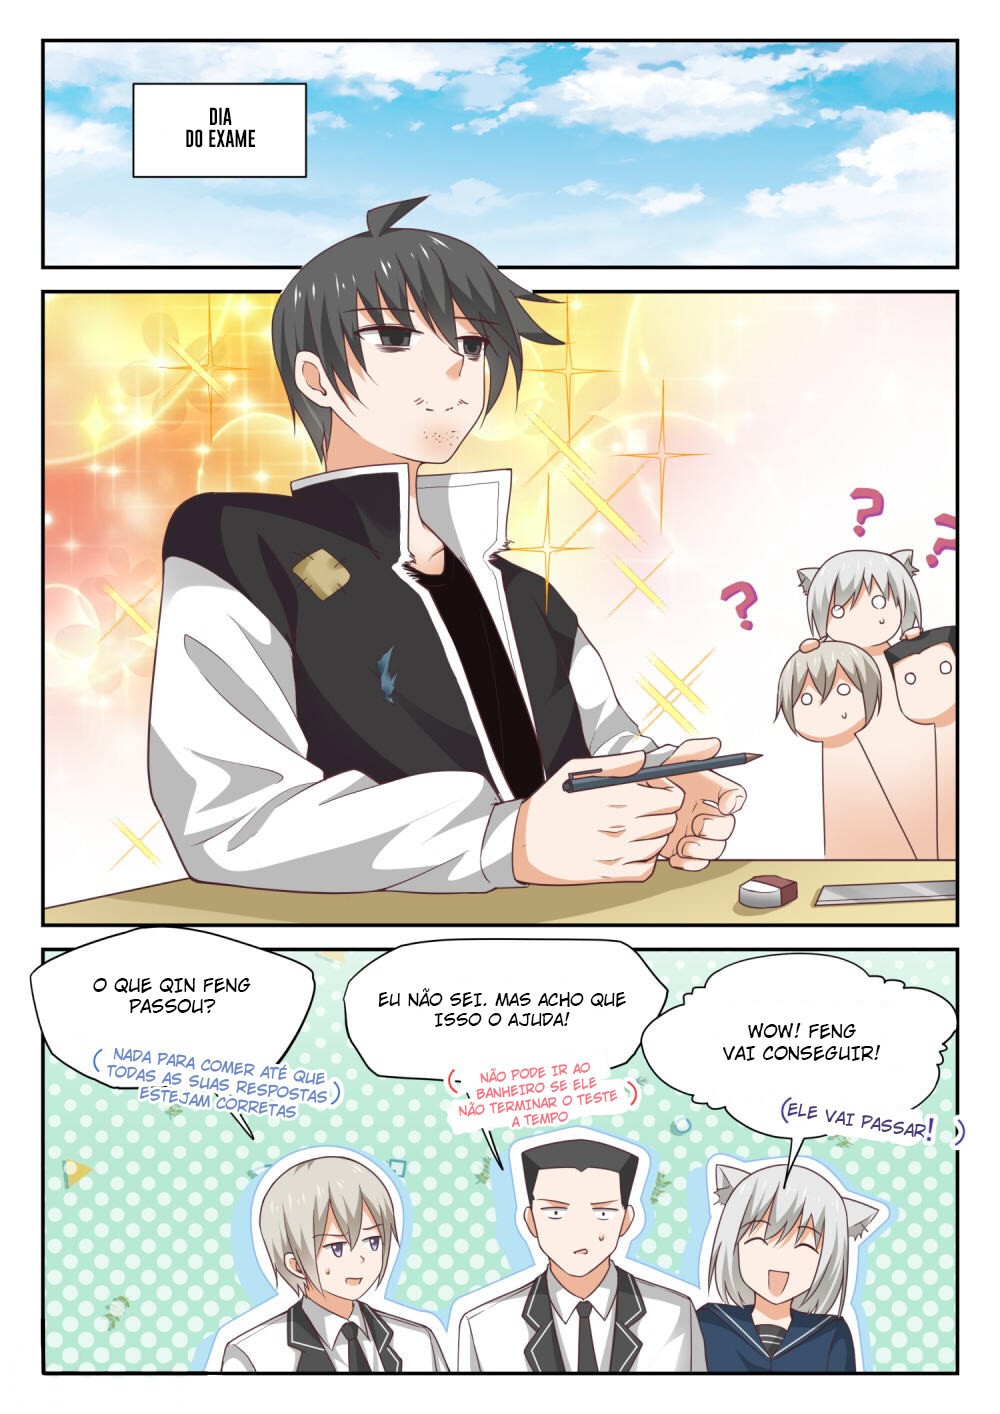 DIA
DO EXAME
?
?
?
O QUE QIN FENG
PASSOU?
(NADA PARA COMER ATÉ QUE
TODAS AS SUAS RESPOSTAS)
ESTEJAM CORRETAS
EU NÃO SEI. MAS ACHO QUE
ISSO O AJUDA!
(NÃO PODE IR AO
BANHEIRO SE ELE
NÃO TERMINAR O TESTE)
A TEMPO
WOW! FENG
VAI CONSEGUIR!
(ELE VAI PASSAR!)